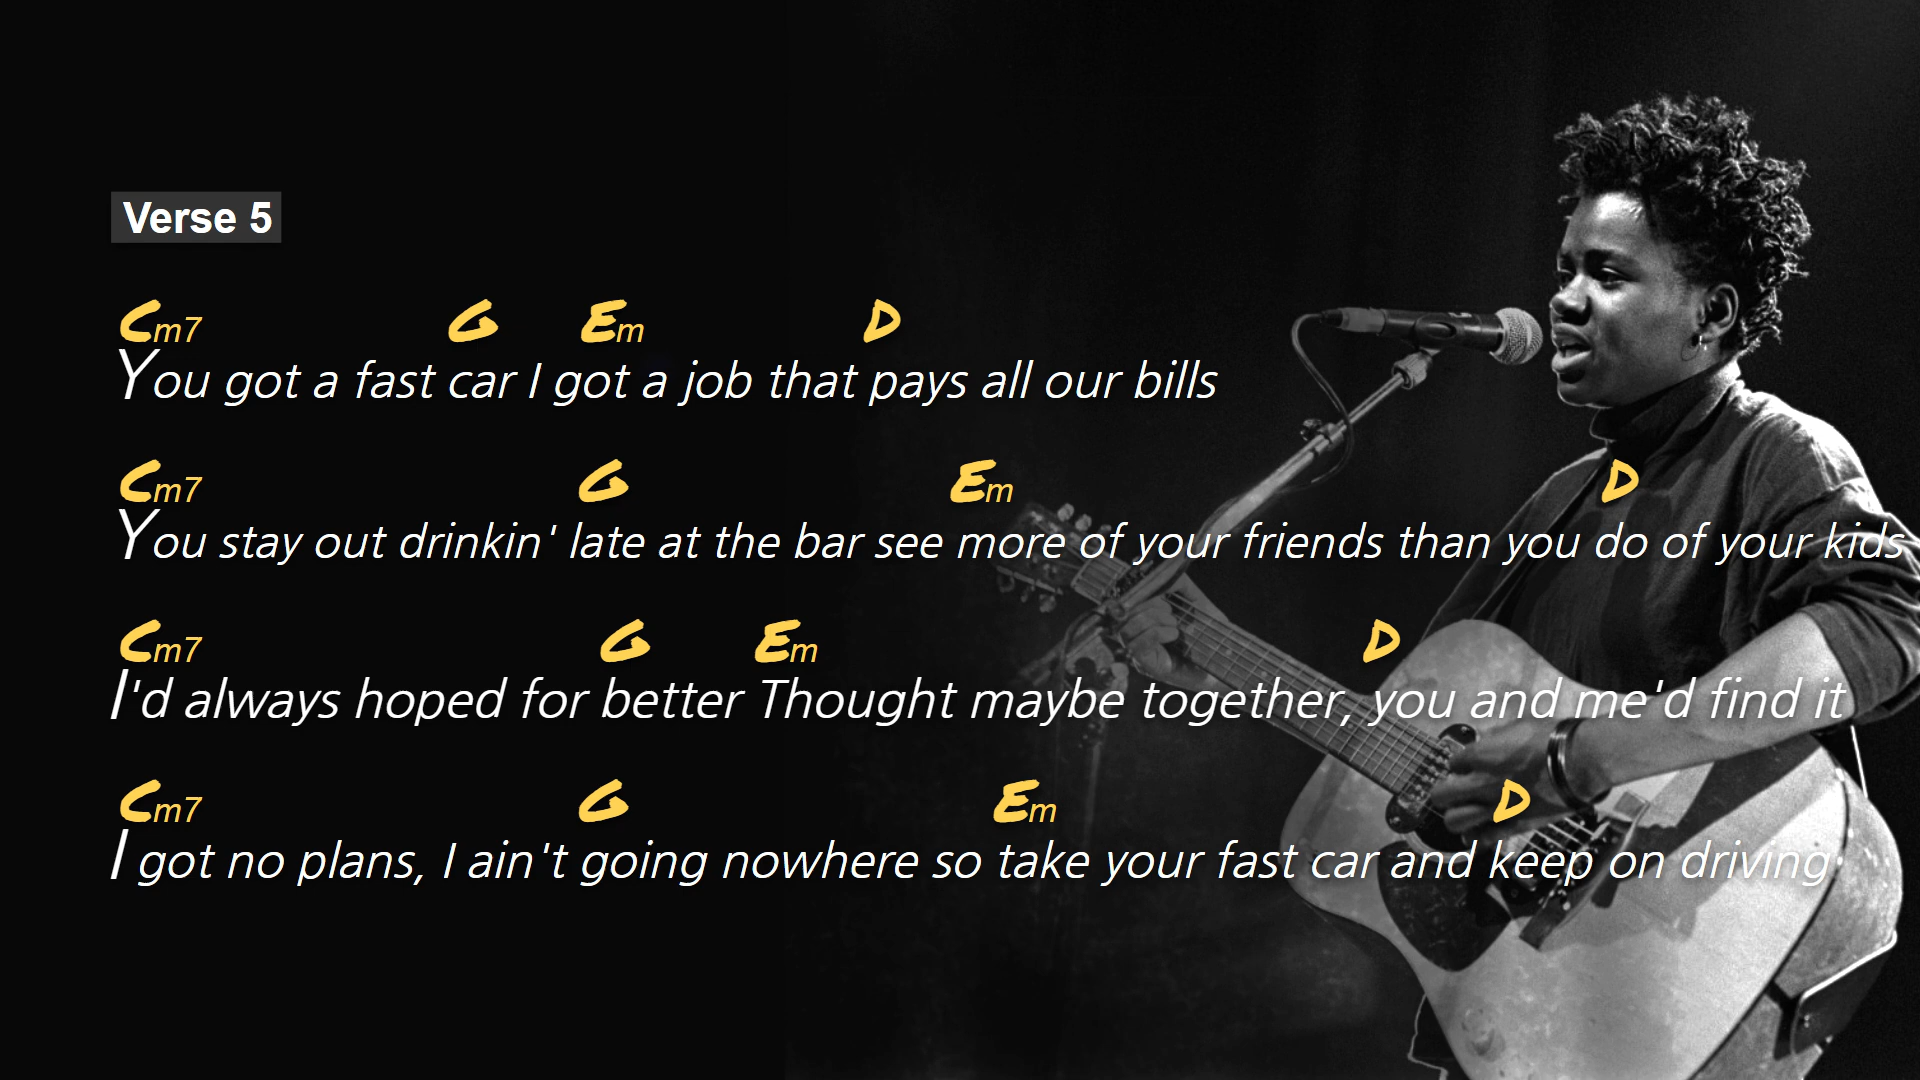 Verse 5
Cm7 G Em D
You got a fast car I got a job that pays all our bills
Cm7 G Em D
You stay out drinkin' late at the bar see more of your friends than you do of your kids
Cm7 G Em D
I'd always hoped for better Thought maybe together, you and me'd find it
Cm7 G Em D
I got no plans, I ain't going nowhere so take your fast car and keep on driving